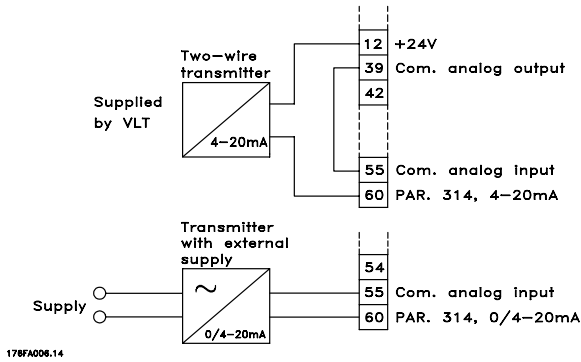 Two-wire
transmitter
12 +24V
39 Com. analog output
42
Supplied
by VLT
4-20mA
55 Com. analog input
60 PAR. 314, 4-20mA
Transmitter
with external
supply
54
~
55 Com. analog input
Supply
0/4-20mA
60 PAR. 314, 0/4-20mA
176FA006.14